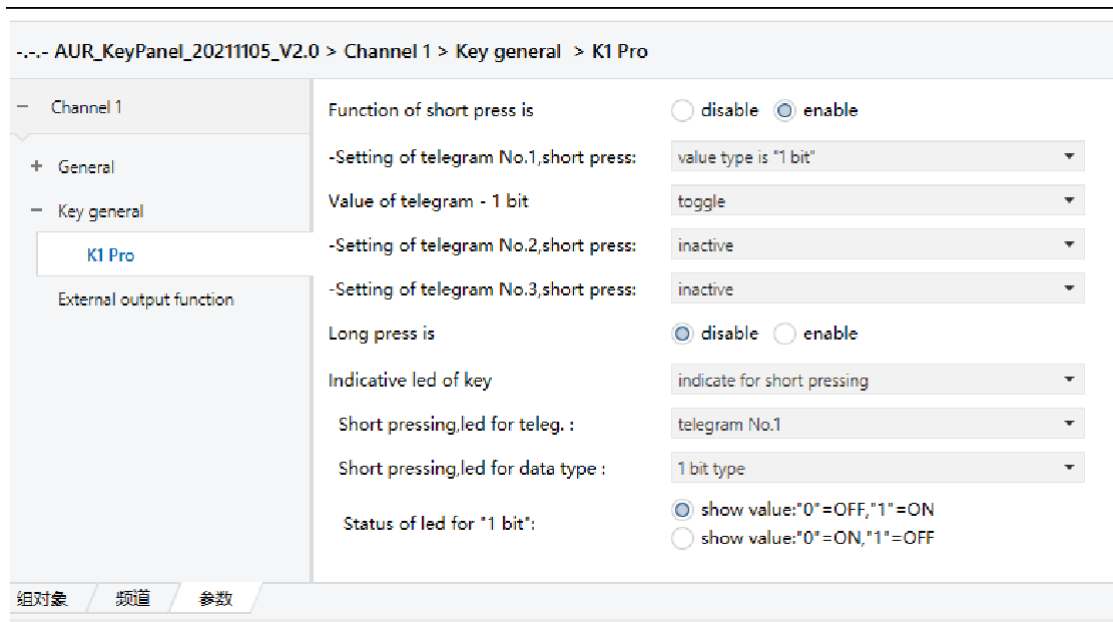 -.-.- AUR_KeyPanel_20211105_V2.0 > Channel 1 > Key general > K1 Pro
− Channel 1
+ General
− Key general
K1 Pro
External output function
Function of short press is disable enable
-Setting of telegram No.1,short press: value type is "1 bit"
Value of telegram - 1 bit toggle
-Setting of telegram No.2,short press: inactive
-Setting of telegram No.3,short press: inactive
Long press is disable enable
Indicative led of key indicate for short pressing
Short pressing,led for teleg. : telegram No.1
Short pressing,led for data type : 1 bit type
Status of led for "1 bit": show value:"0"=OFF,"1"=ON
show value:"0"=ON,"1"=OFF
组对象 频道 参数